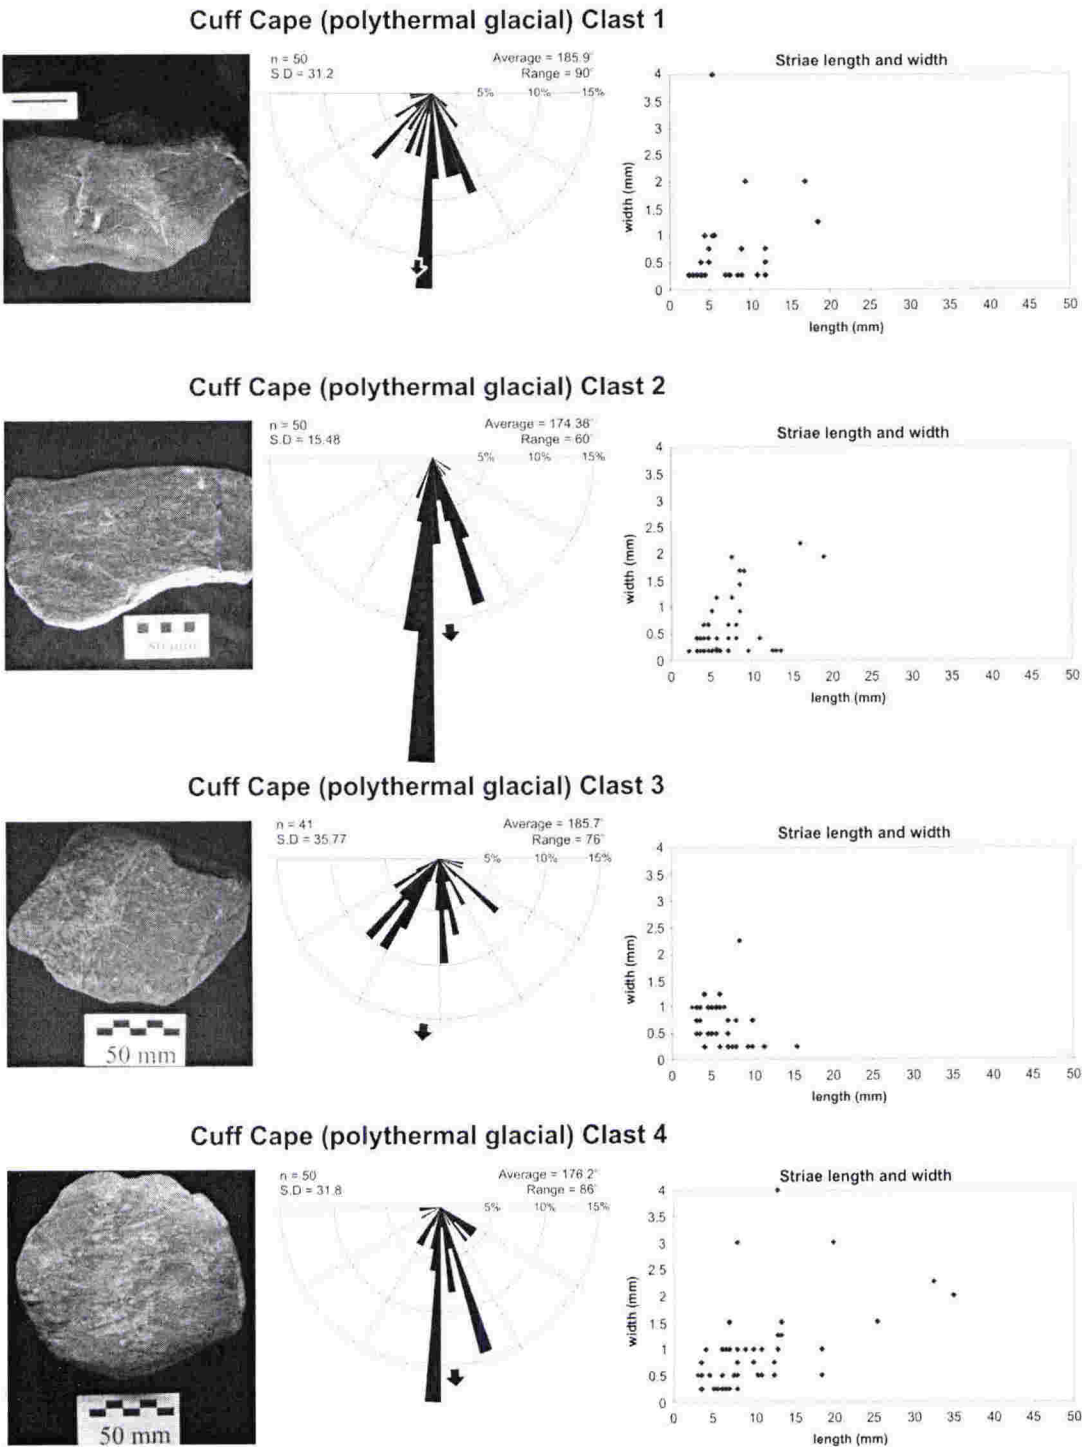 Cuff Cape (polythermal glacial) Clast 1
n = 50
S.D = 31.2
Average = 185.9°
Range = 90°
5% 10% 15%
Striae length and width
width (mm)
4
3.5
3
2.5
2
1.5
1
0.5
0
0 5 10 15 20 25 30 35 40 45 50
length (mm)
Cuff Cape (polythermal glacial) Clast 2
50 mm
n = 50
S.D = 15.48
Average = 174.36°
Range = 60°
5% 10% 15%
Striae length and width
width (mm)
4
3.5
3
2.5
2
1.5
1
0.5
0
0 5 10 15 20 25 30 35 40 45 50
length (mm)
Cuff Cape (polythermal glacial) Clast 3
50 mm
n = 41
S.D = 35.77
Average = 185.7°
Range = 76°
5% 10% 15%
Striae length and width
width (mm)
4
3.5
3
2.5
2
1.5
1
0.5
0
0 5 10 15 20 25 30 35 40 45 50
length (mm)
Cuff Cape (polythermal glacial) Clast 4
50 mm
n = 50
S.D = 31.8
Average = 176.2°
Range = 86°
5% 10% 15%
Striae length and width
width (mm)
4
3.5
3
2.5
2
1.5
1
0.5
0
0 5 10 15 20 25 30 35 40 45 50
length (mm)